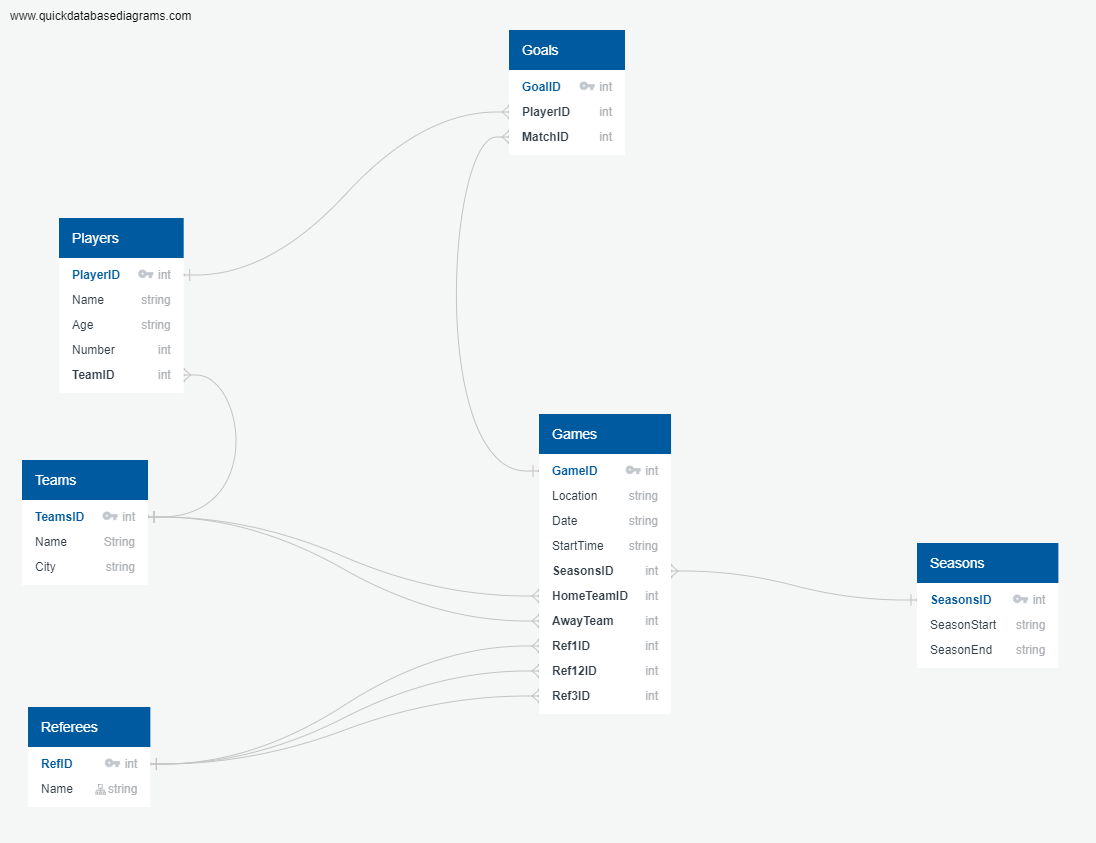 www.quickdatabasediagrams.com
Goals
GoalID int
PlayerID int
MatchID int
Players
PlayerID int
Name string
Age string
Number int
TeamID int
Games
GameID int
Location string
Date string
StartTime string
SeasonsID int
HomeTeamID int
AwayTeam int
Ref1ID int
Ref12ID int
Ref3ID int
Teams
TeamsID int
Name String
City string
Seasons
SeasonsID int
SeasonStart string
SeasonEnd string
Referees
RefID int
Name string